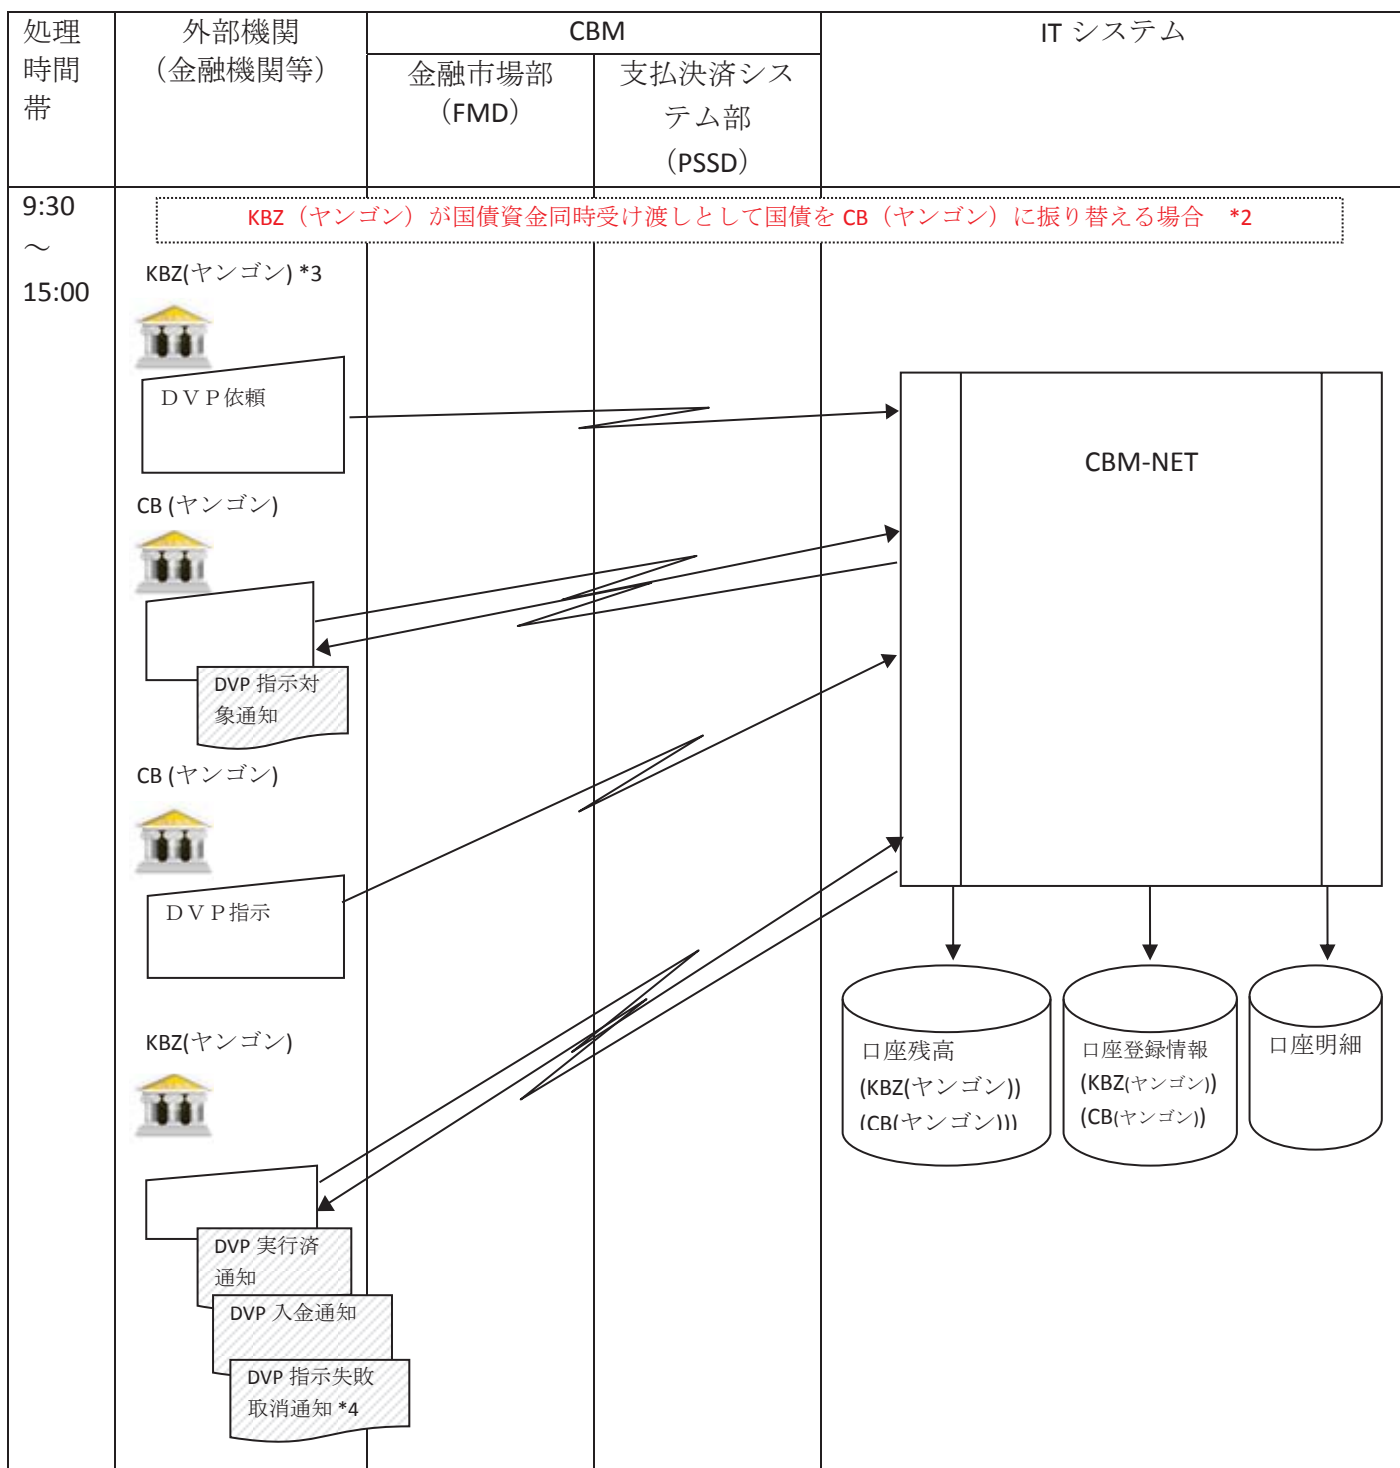 処理
時間
帯
外部機関
（金融機関等）
CBM
金融市場部
（FMD）
支払決済シス
テム部
（PSSD）
IT システム
9:30
～
15:00
KBZ（ヤンゴン）が国債資金同時受け渡しとして国債を CB（ヤンゴン）に振り替える場合 *2
KBZ(ヤンゴン) *3
ＤＶＰ依頼
CBM-NET
CB (ヤンゴン)
DVP 指示対
象通知
CB (ヤンゴン)
ＤＶＰ指示
KBZ(ヤンゴン)
口座残高
(KBZ(ヤンゴン))
(CB(ヤンゴン)))
口座登録情報
(KBZ(ヤンゴン))
(CB(ヤンゴン))
口座明細
DVP 実行済
通知
DVP 入金通知
DVP 指示失敗
取消通知 *4